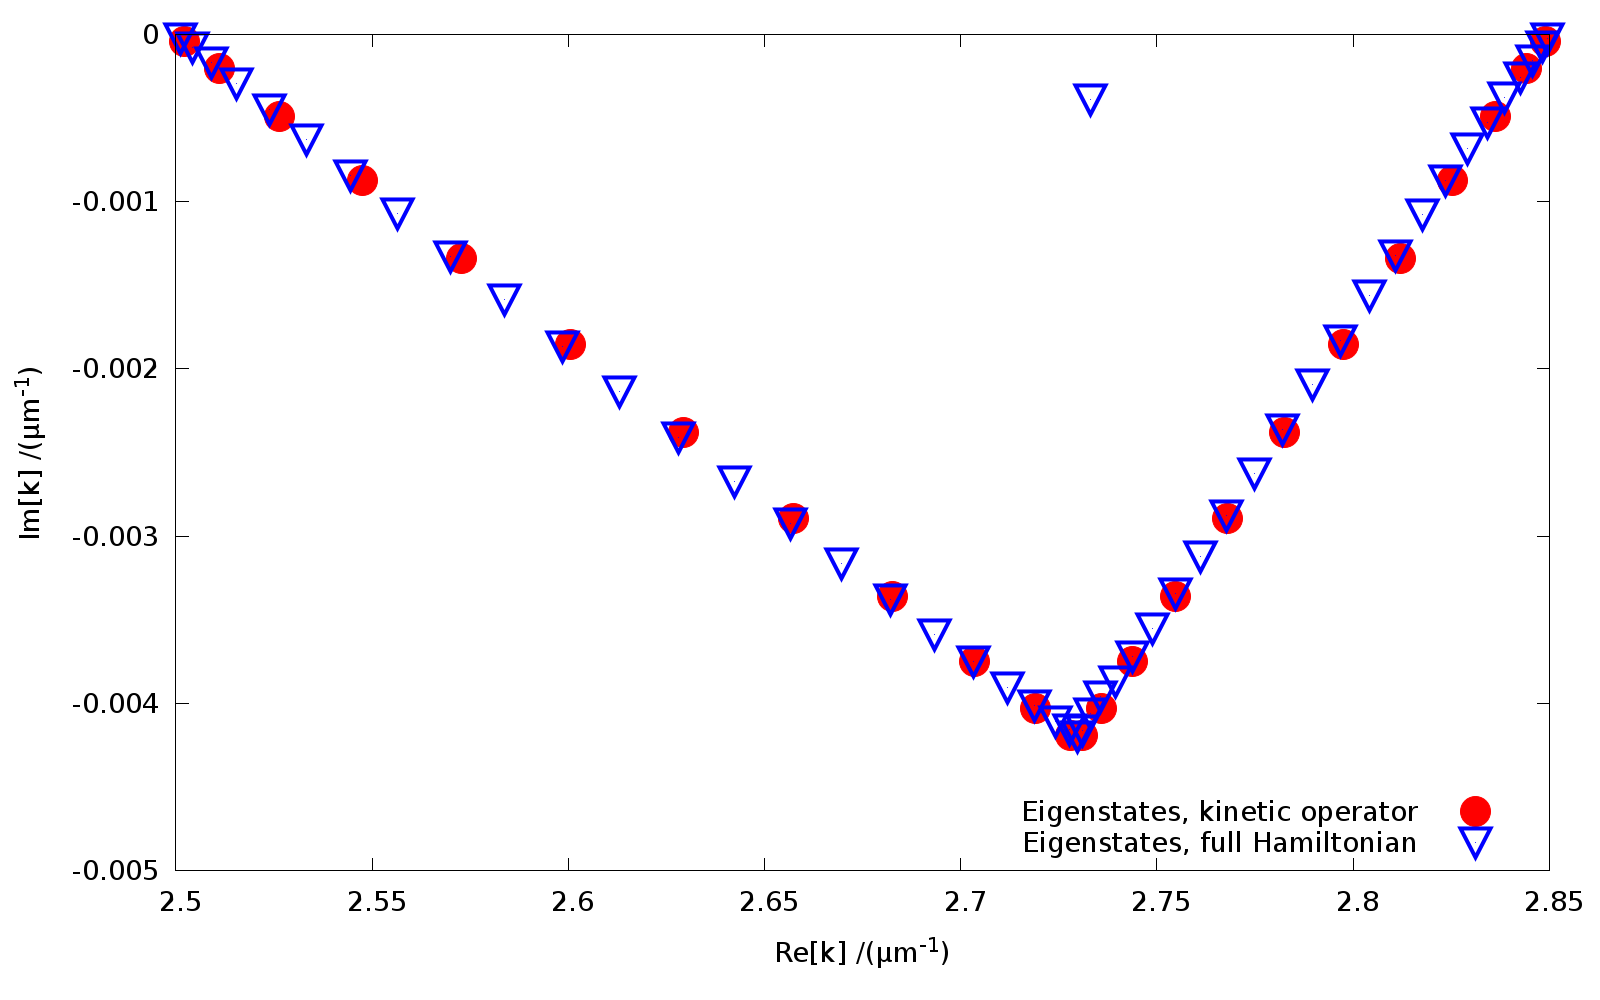 0
-0.001
-0.002
-0.003
-0.004
-0.005
Im[k] /(µm-1)
Eigenstates, kinetic operator
Eigenstates, full Hamiltonian
2.5 2.55 2.6 2.65 2.7 2.75 2.8 2.85
Re[k] /(µm-1)